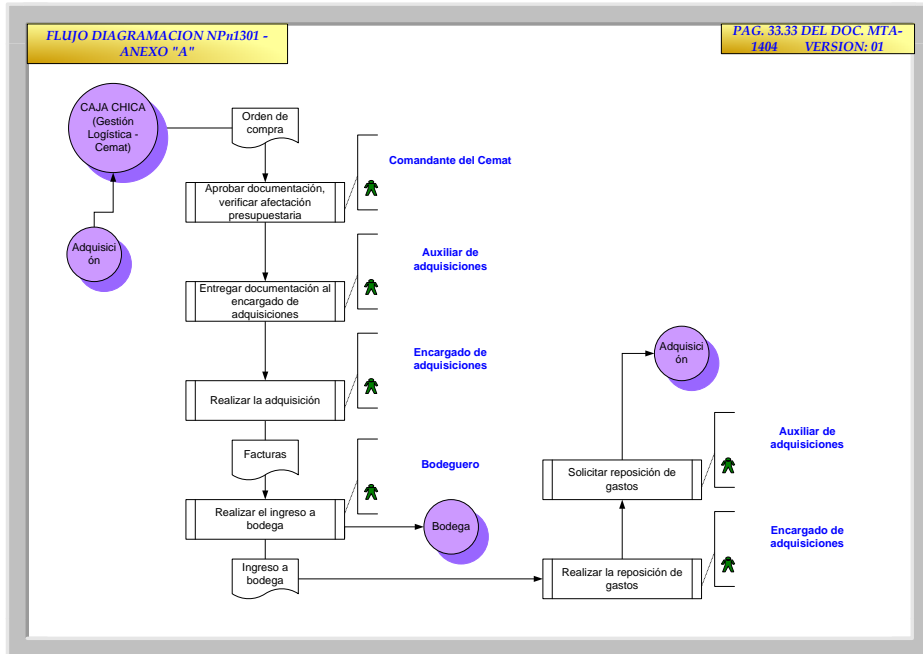 FLUJO DIAGRAMACION NPn1301 -
ANEXO "A"
PAG. 33.33 DEL DOC. MTA-
1404 VERSION: 01
CAJA CHICA
(Gestión
Logística -
Cemat)
Orden de
compra
Comandante del Cemat
Aprobar documentación,
verificar afectación
presupuestaria
Adquisici
ón
Auxiliar de
adquisiciones
Entregar documentación al
encargado de
adquisiciones
Encargado de
adquisiciones
Realizar la adquisición
Facturas
Bodeguero
Realizar el ingreso a
bodega
Bodega
Ingreso a
bodega
Adquisici
ón
Auxiliar de
adquisiciones
Solicitar reposición de
gastos
Encargado de
adquisiciones
Realizar la reposición de
gastos